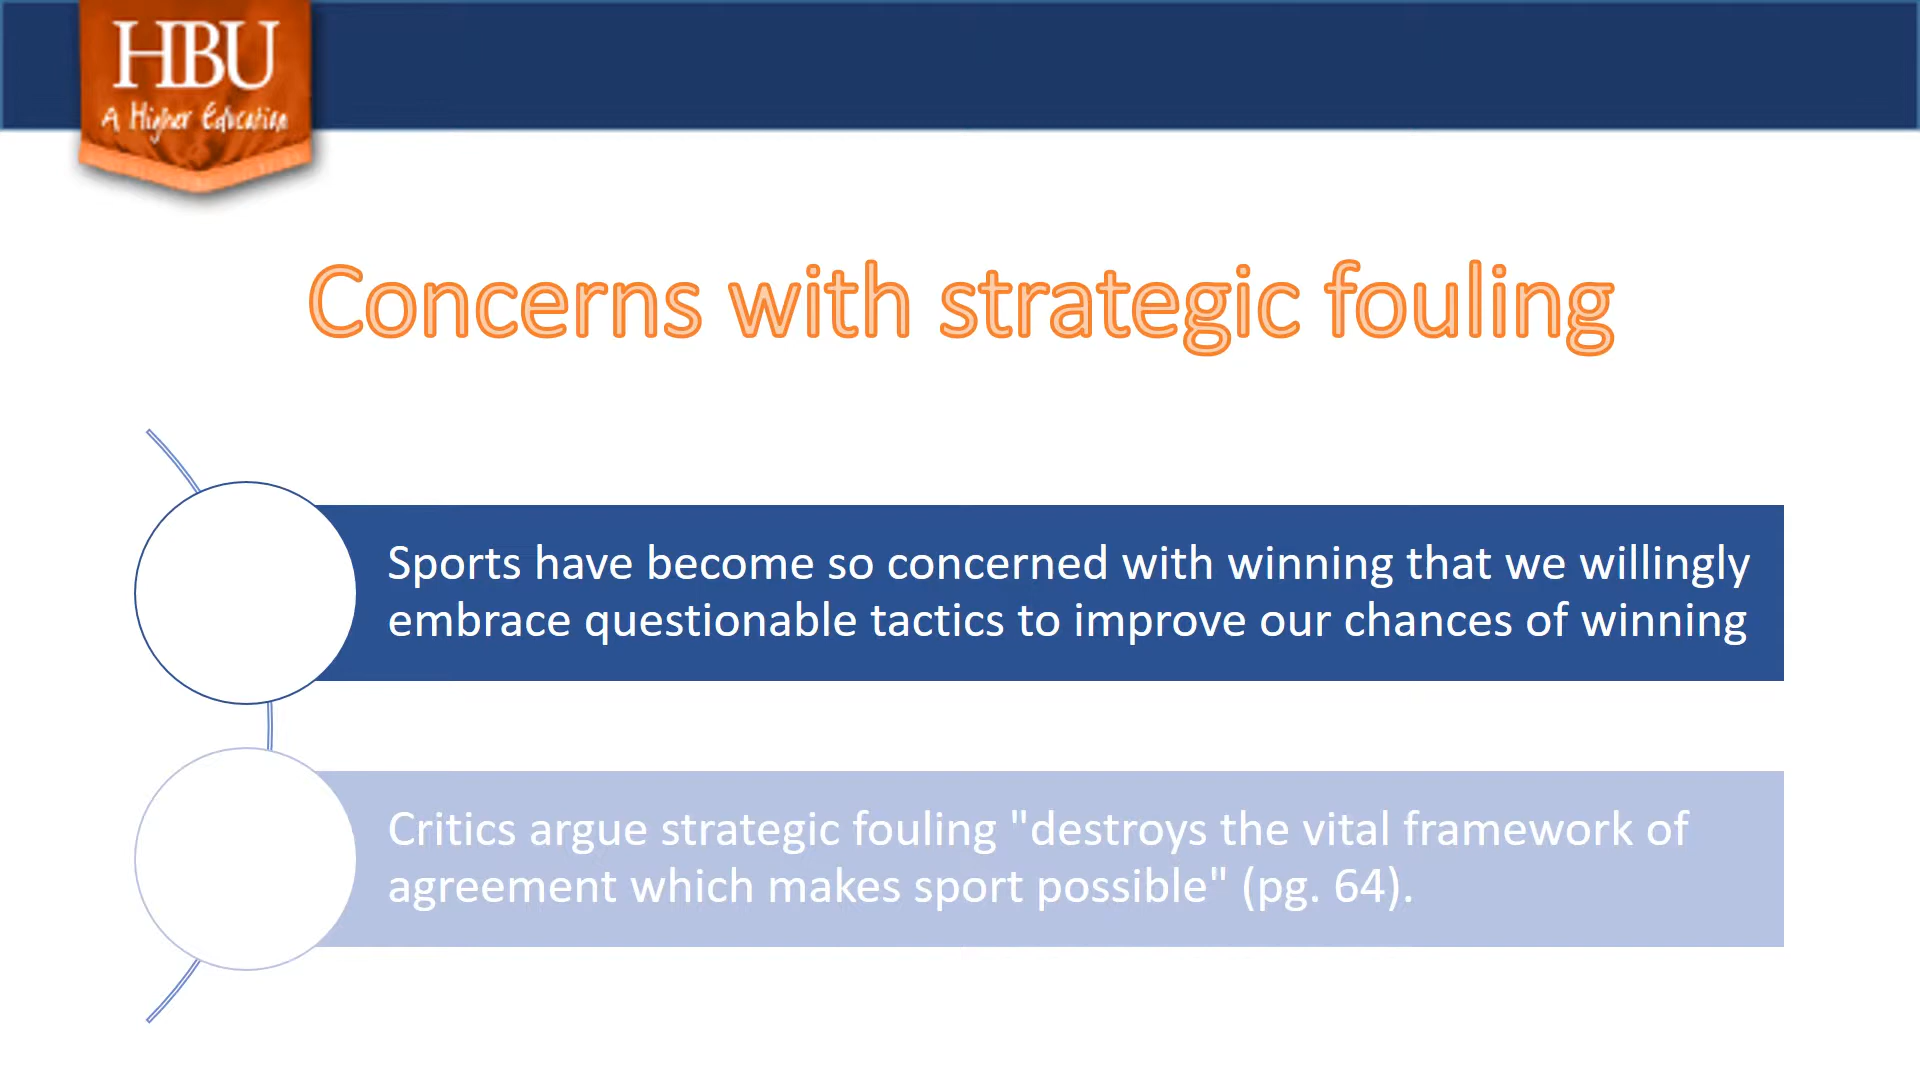 HBU
A Higher Education
Concerns with strategic fouling
Sports have become so concerned with winning that we willingly
embrace questionable tactics to improve our chances of winning
Critics argue strategic fouling "destroys the vital framework of
agreement which makes sport possible" (pg. 64).